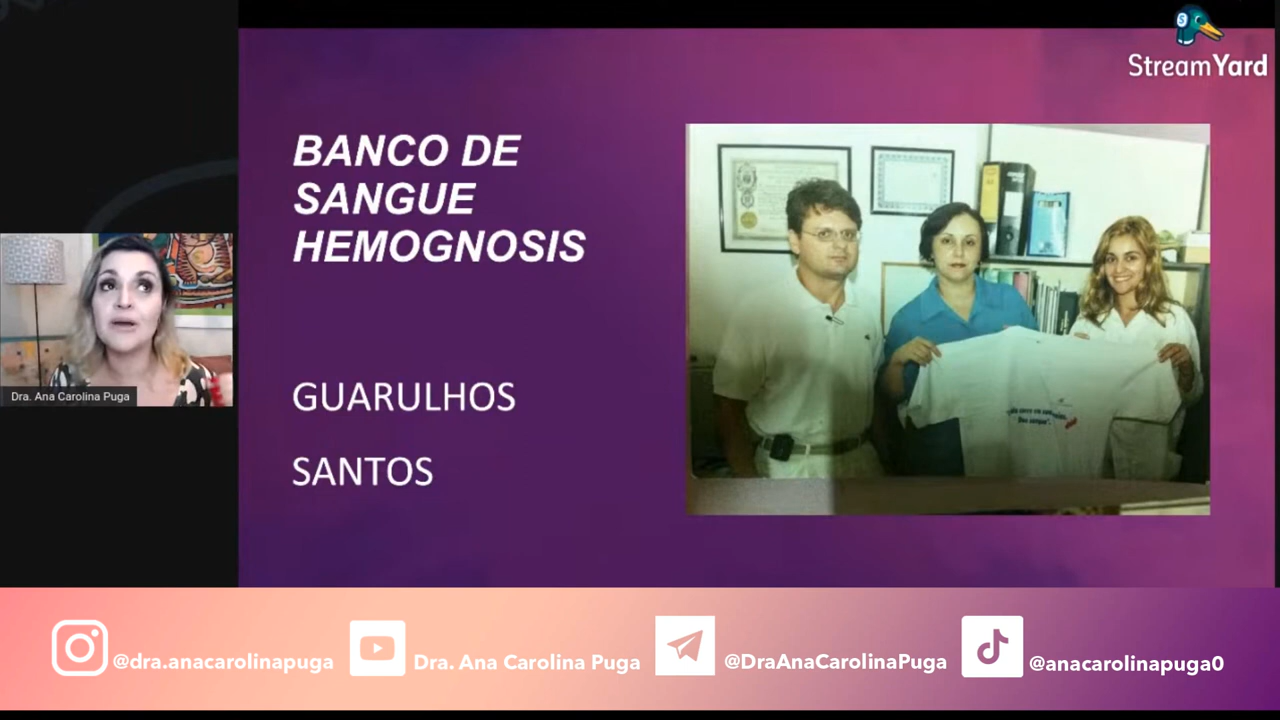 StreamYard
BANCO DE
SANGUE
HEMOGNOSIS
GUARULHOS
SANTOS
Dra. Ana Carolina Puga
@dra.anacarolinapuga
Dra. Ana Carolina Puga
@DraAnaCarolinaPuga
@anacarolinapuga0